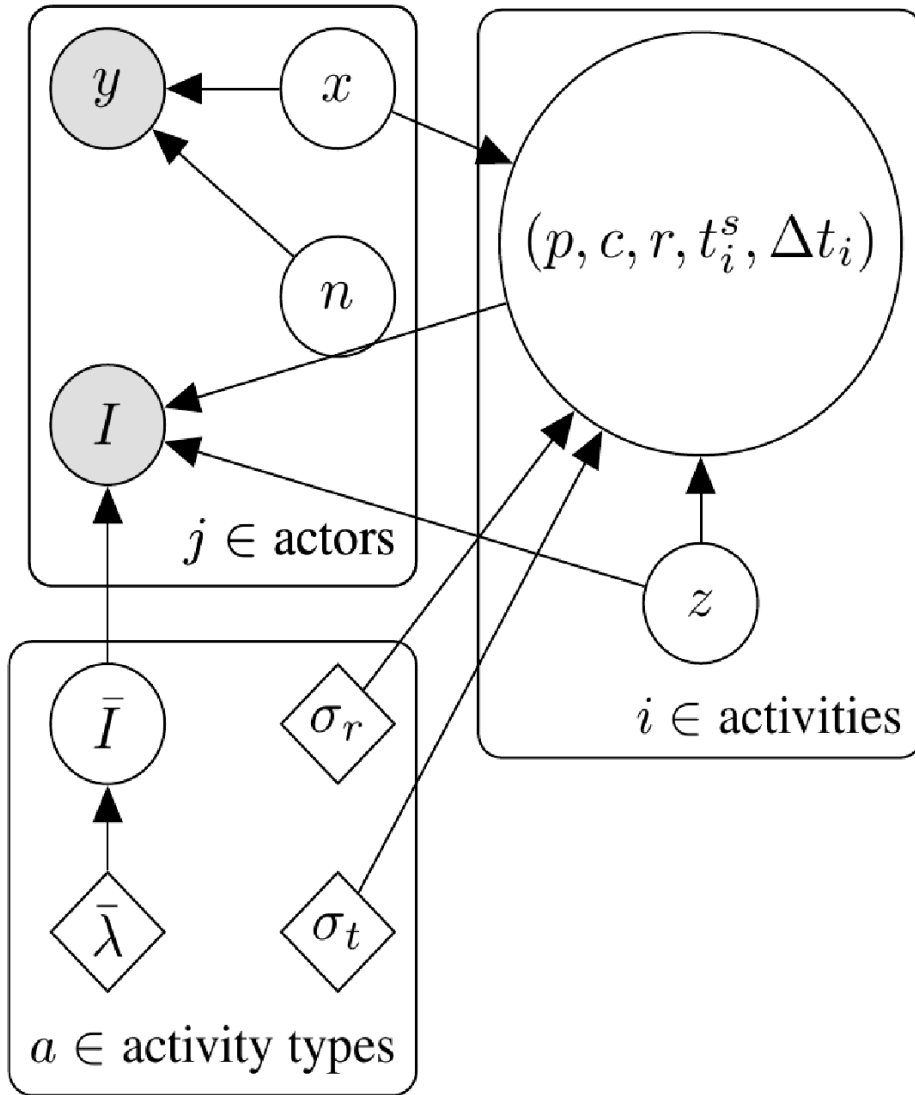 y
x
(p, c, r, t_i^s, Δt_i)
n
I
j ∈ actors
z
Ī
σ_r
i ∈ activities
λ̄
σ_t
a ∈ activity types